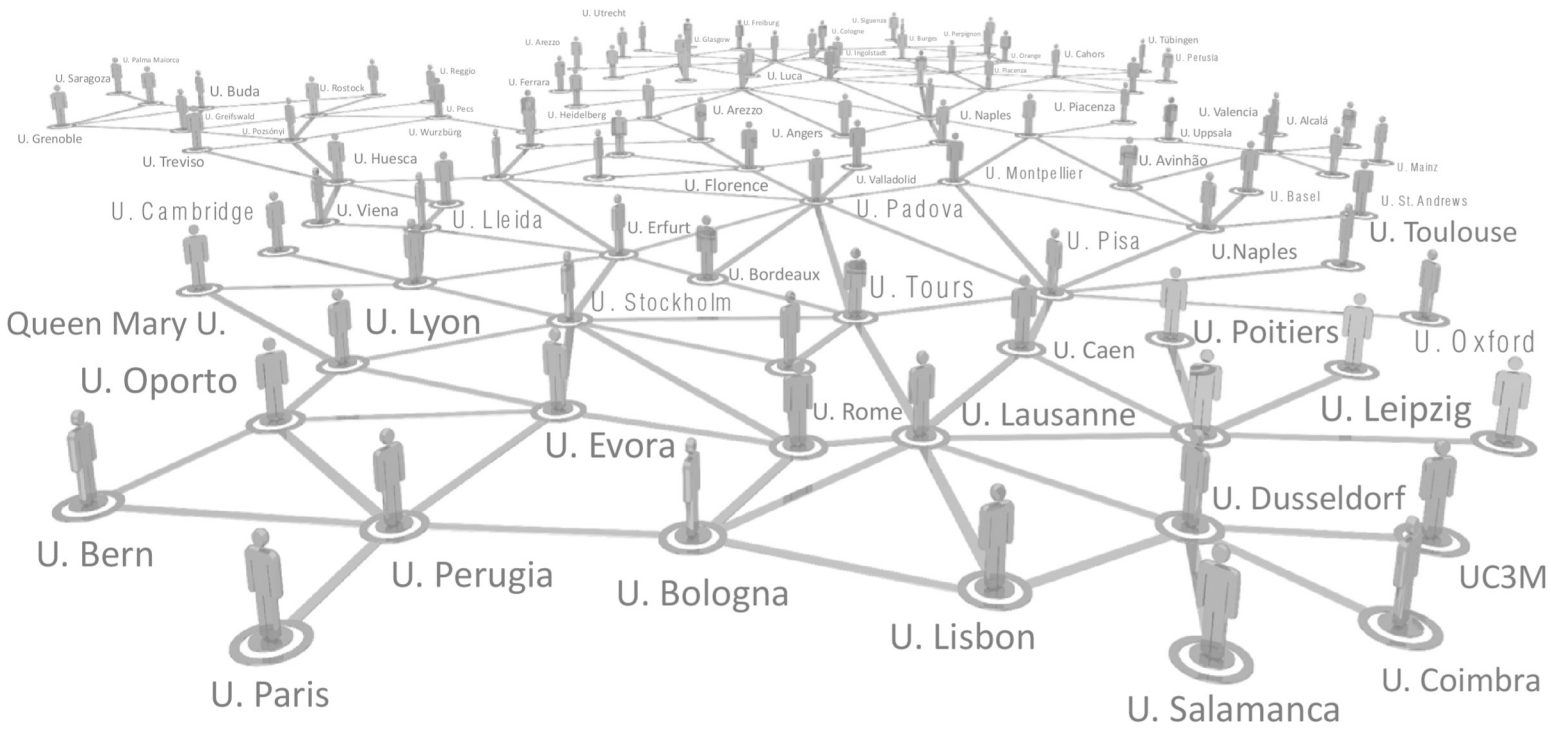 U. Utrecht
U. Siguenza
U. Freiburg
U. Glasgow
U. Cologne
U. Burges
U. Perpignon
U. Arezzo
U. Ingolstadt
U. Orange
U. Cahors
U. Tübingen
U. Perusia
U. Palma Maiorca
U. Saragoza
U. Reggio
U. Luca
U. Piacenza
U. Ferrara
U. Buda
U. Rostock
U. Greifswald
U. Pecs
U. Heidelberg
U. Arezzo
U. Naples
U. Piacenza
U. Valencia
U. Alcalá
U. Grenoble
U. Pozsónyi
U. Wurzbürg
U. Angers
U. Uppsala
U. Treviso
U. Huesca
U. Avinhão
U. Mainz
U. Florence
U. Valladolid
U. Montpellier
U. Basel
U. St. Andrews
U. Cambridge
U. Viena
U. Lleida
U. Padova
U. Erfurt
U. Pisa
U. Toulouse
U.Naples
U. Bordeaux
U. Tours
U. Stockholm
Queen Mary U.
U. Lyon
U. Poitiers
U. Oxford
U. Caen
U. Oporto
U. Rome
U. Lausanne
U. Leipzig
U. Evora
U. Dusseldorf
U. Bern
U. Perugia
UC3M
U. Bologna
U. Lisbon
U. Coimbra
U. Paris
U. Salamanca